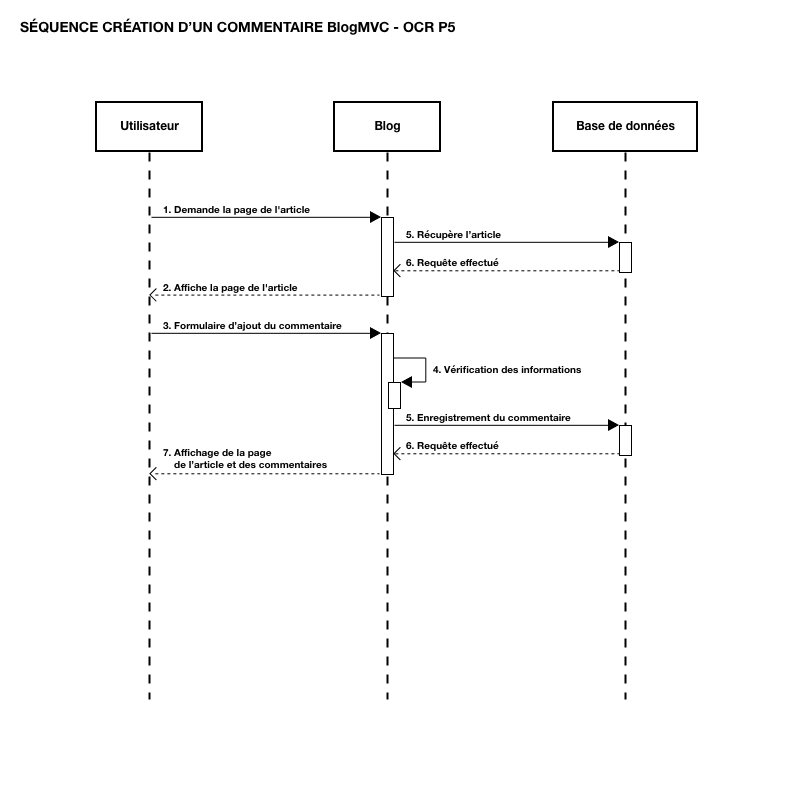 SÉQUENCE CRÉATION D’UN COMMENTAIRE BlogMVC - OCR P5
Utilisateur
Blog
Base de données
1. Demande la page de l’article
5. Récupère l’article
6. Requête effectué
2. Affiche la page de l’article
3. Formulaire d’ajout du commentaire
4. Vérification des informations
5. Enregistrement du commentaire
6. Requête effectué
7. Affichage de la page
de l’article et des commentaires